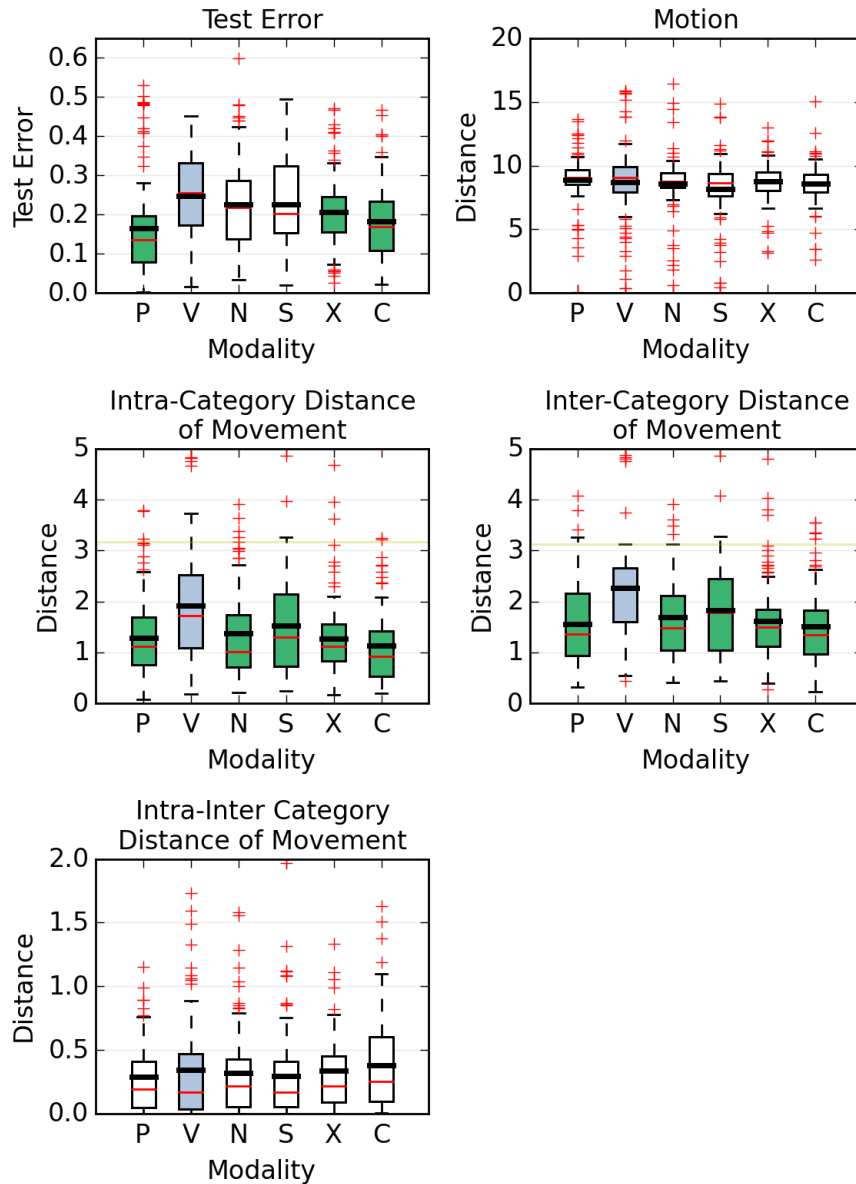 Test Error
Test Error
0.6
0.5
0.4
0.3
0.2
0.1
0.0
P V N S X C
Modality
Motion
Distance
20
15
10
5
0
P V N S X C
Modality
Intra-Category Distance
of Movement
Distance
5
4
3
2
1
0
P V N S X C
Modality
Inter-Category Distance
of Movement
Distance
5
4
3
2
1
0
P V N S X C
Modality
Intra-Inter Category
Distance of Movement
Distance
2.0
1.5
1.0
0.5
0.0
P V N S X C
Modality